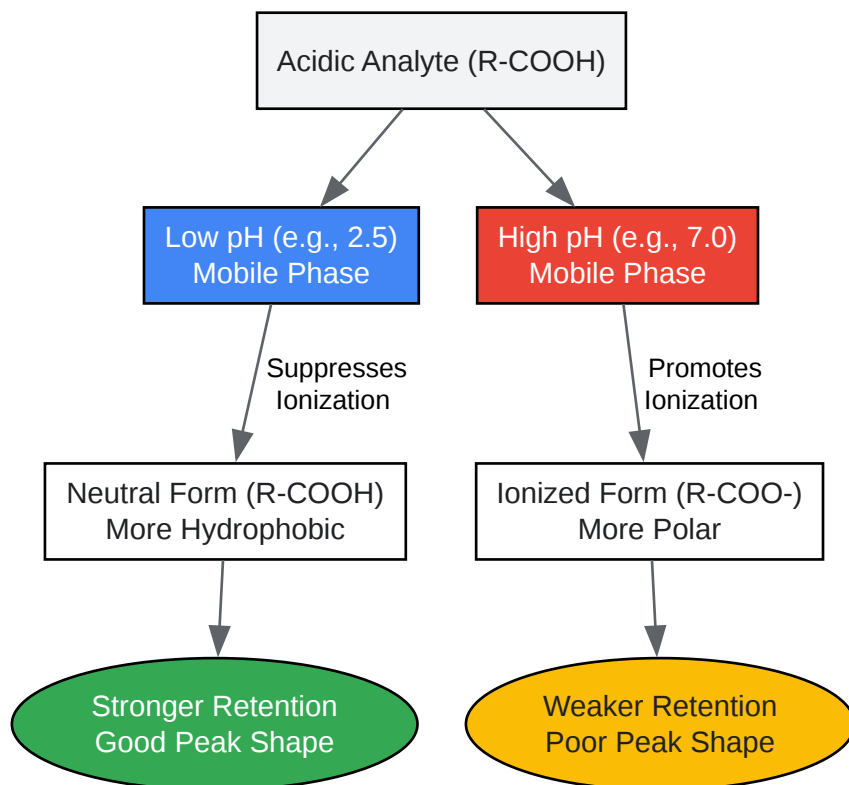 Acidic Analyte (R-COOH)
Low pH (e.g., 2.5)
Mobile Phase
High pH (e.g., 7.0)
Mobile Phase
Suppresses
Ionization
Promotes
Ionization
Neutral Form (R-COOH)
More Hydrophobic
Ionized Form (R-COO-)
More Polar
Stronger Retention
Good Peak Shape
Weaker Retention
Poor Peak Shape